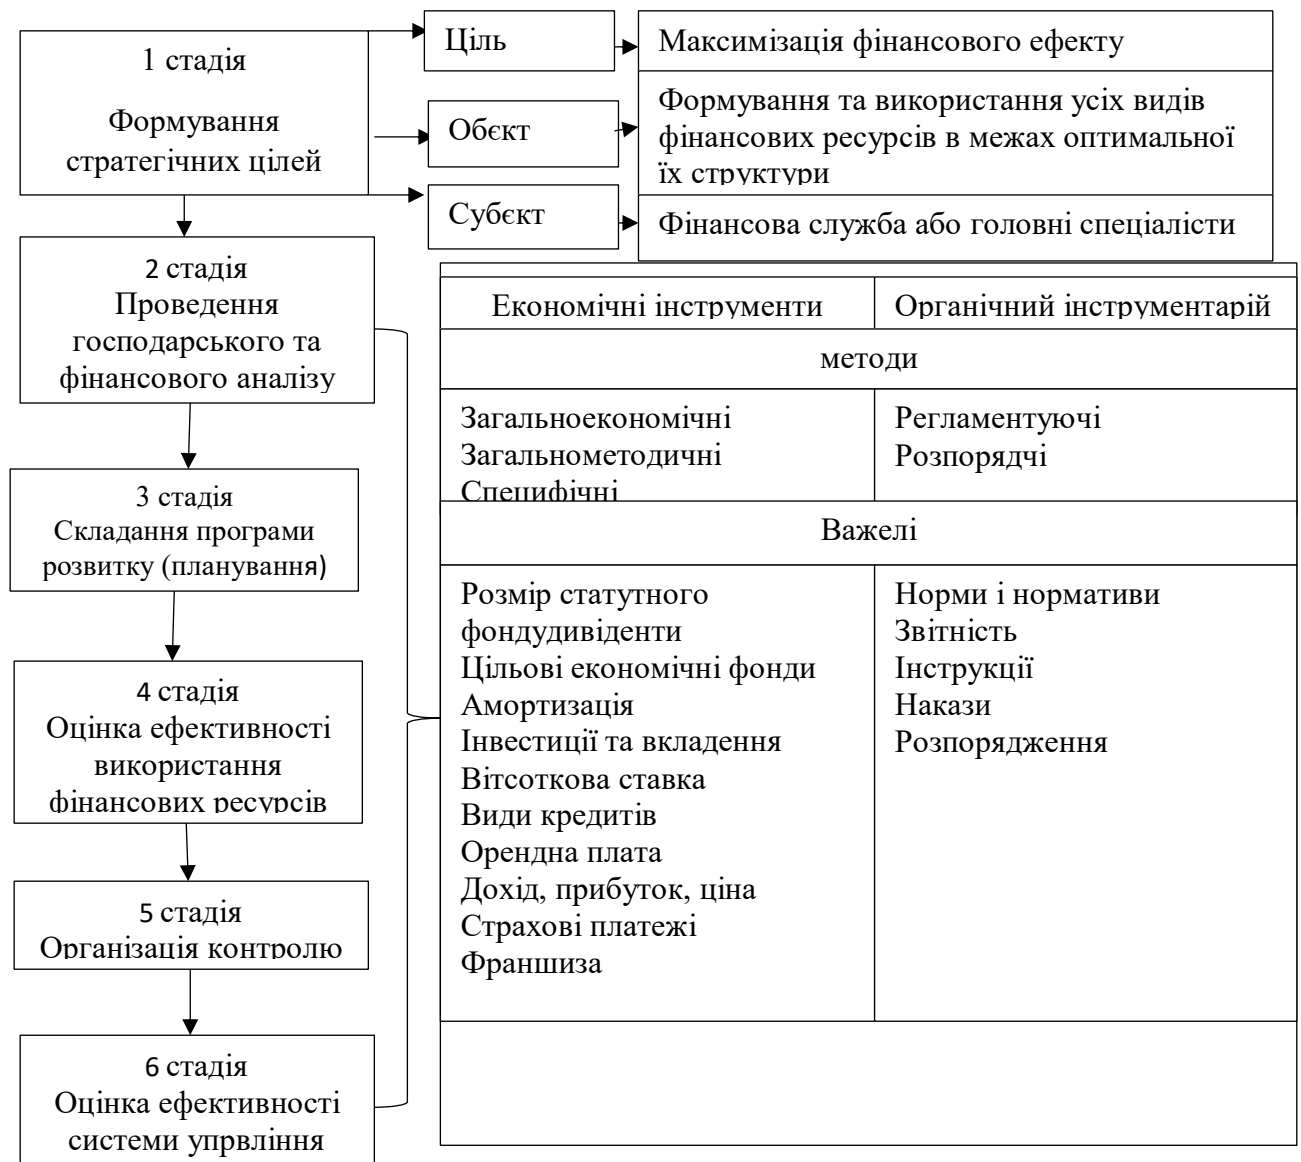 1 стадія
Формування
стратегічних цілей
Ціль
Максимізація фінансового ефекту
Обєкт
Формування та використання усіх видів
фінансових ресурсів в межах оптимальної
їх структури
Субєкт
Фінансова служба або головні спеціалісти
2 стадія
Проведення
господарського та
фінансового аналізу
3 стадія
Складання програми
розвитку (планування)
4 стадія
Оцінка ефективності
використання
фінансових ресурсів
5 стадія
Організація контролю
6 стадія
Оцінка ефективності
системи упрвління
Економічні інструменти
Органічний інструментарій
методи
Загальноекономічні
Загальнометодичні
Специфічні
Регламентуючі
Розпорядчі
Важелі
Розмір статутного
фондудивіденти
Цільові економічні фонди
Амортизація
Інвестиції та вкладення
Вітсоткова ставка
Види кредитів
Орендна плата
Дохід, прибуток, ціна
Страхові платежі
Франшиза
Норми і нормативи
Звітність
Інструкції
Накази
Розпорядження